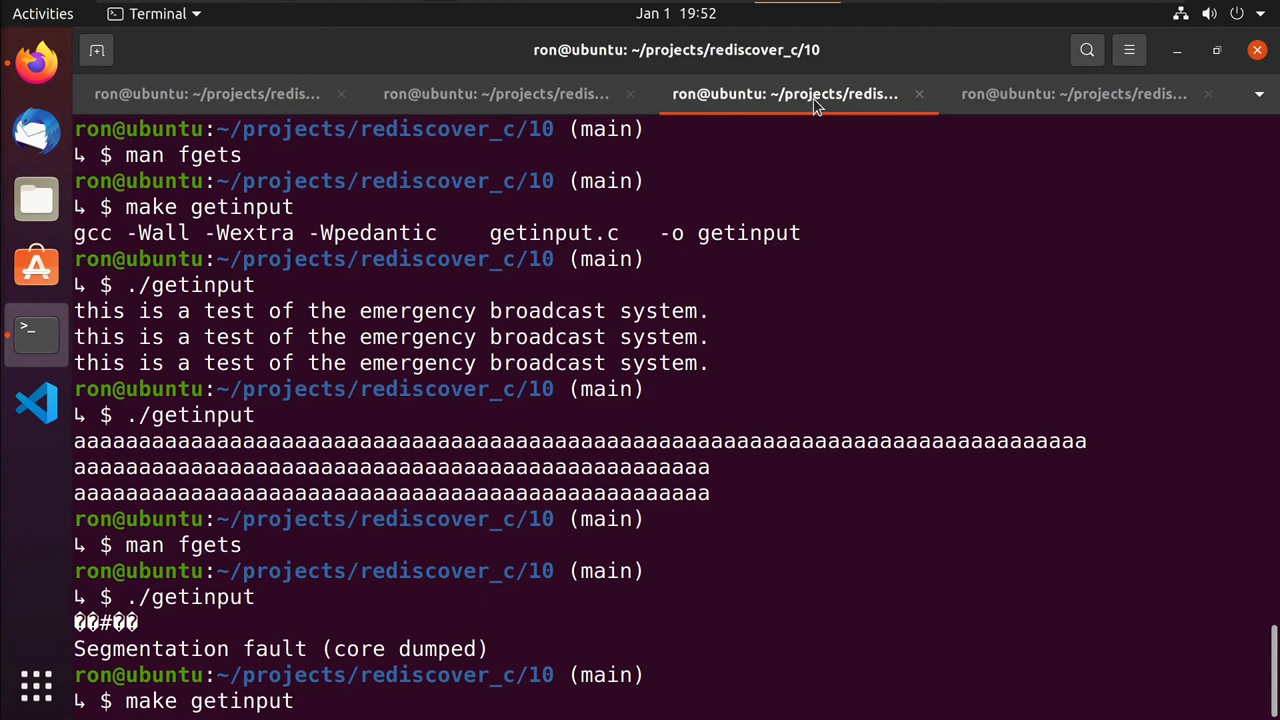 Activities
Terminal
Jan 1 19:52
ron@ubuntu: ~/projects/rediscover_c/10
ron@ubuntu: ~/projects/redis...
ron@ubuntu: ~/projects/redis...
ron@ubuntu: ~/projects/redis...
ron@ubuntu: ~/projects/redis...
ron@ubuntu:~/projects/rediscover_c/10 (main)
↳ $ man fgets
ron@ubuntu:~/projects/rediscover_c/10 (main)
↳ $ make getinput
gcc -Wall -Wextra -Wpedantic    getinput.c   -o getinput
ron@ubuntu:~/projects/rediscover_c/10 (main)
↳ $ ./getinput
this is a test of the emergency broadcast system.
this is a test of the emergency broadcast system.
this is a test of the emergency broadcast system.
ron@ubuntu:~/projects/rediscover_c/10 (main)
↳ $ ./getinput
aaaaaaaaaaaaaaaaaaaaaaaaaaaaaaaaaaaaaaaaaaaaaaaaaaaaaaaaaaaaaaaaaaaaaaaaaaaaaa
aaaaaaaaaaaaaaaaaaaaaaaaaaaaaaaaaaaaaaaaaaaaaaaaa
aaaaaaaaaaaaaaaaaaaaaaaaaaaaaaaaaaaaaaaaaaaaaaaaa
ron@ubuntu:~/projects/rediscover_c/10 (main)
↳ $ man fgets
ron@ubuntu:~/projects/rediscover_c/10 (main)
↳ $ ./getinput
��#��
Segmentation fault (core dumped)
ron@ubuntu:~/projects/rediscover_c/10 (main)
↳ $ make getinput